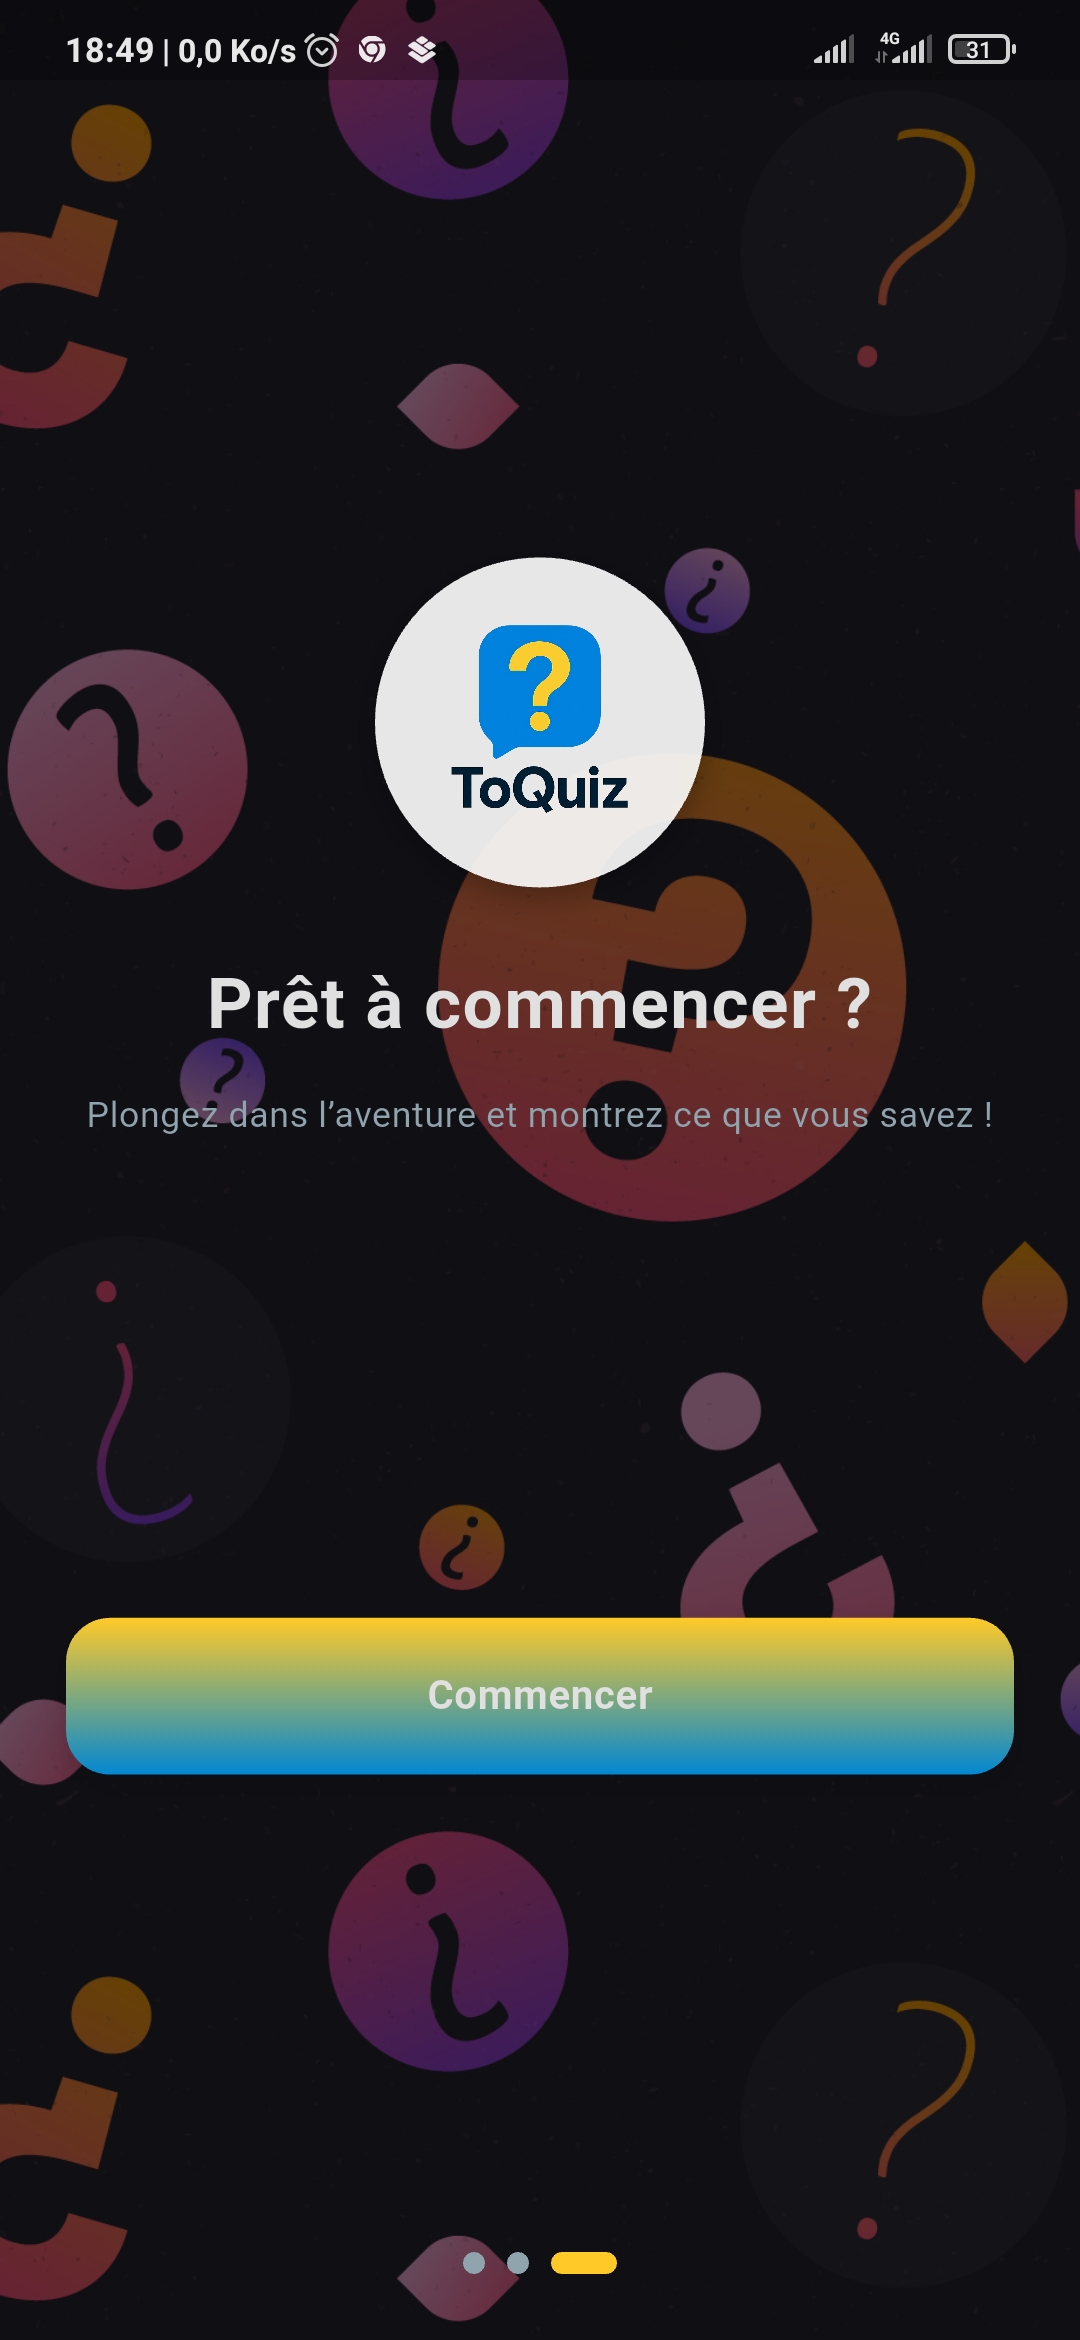 18:49 | 0,0 Ko/s
4G
31
ToQuiz
Prêt à commencer ?
Plongez dans l’aventure et montrez ce que vous savez !
Commencer